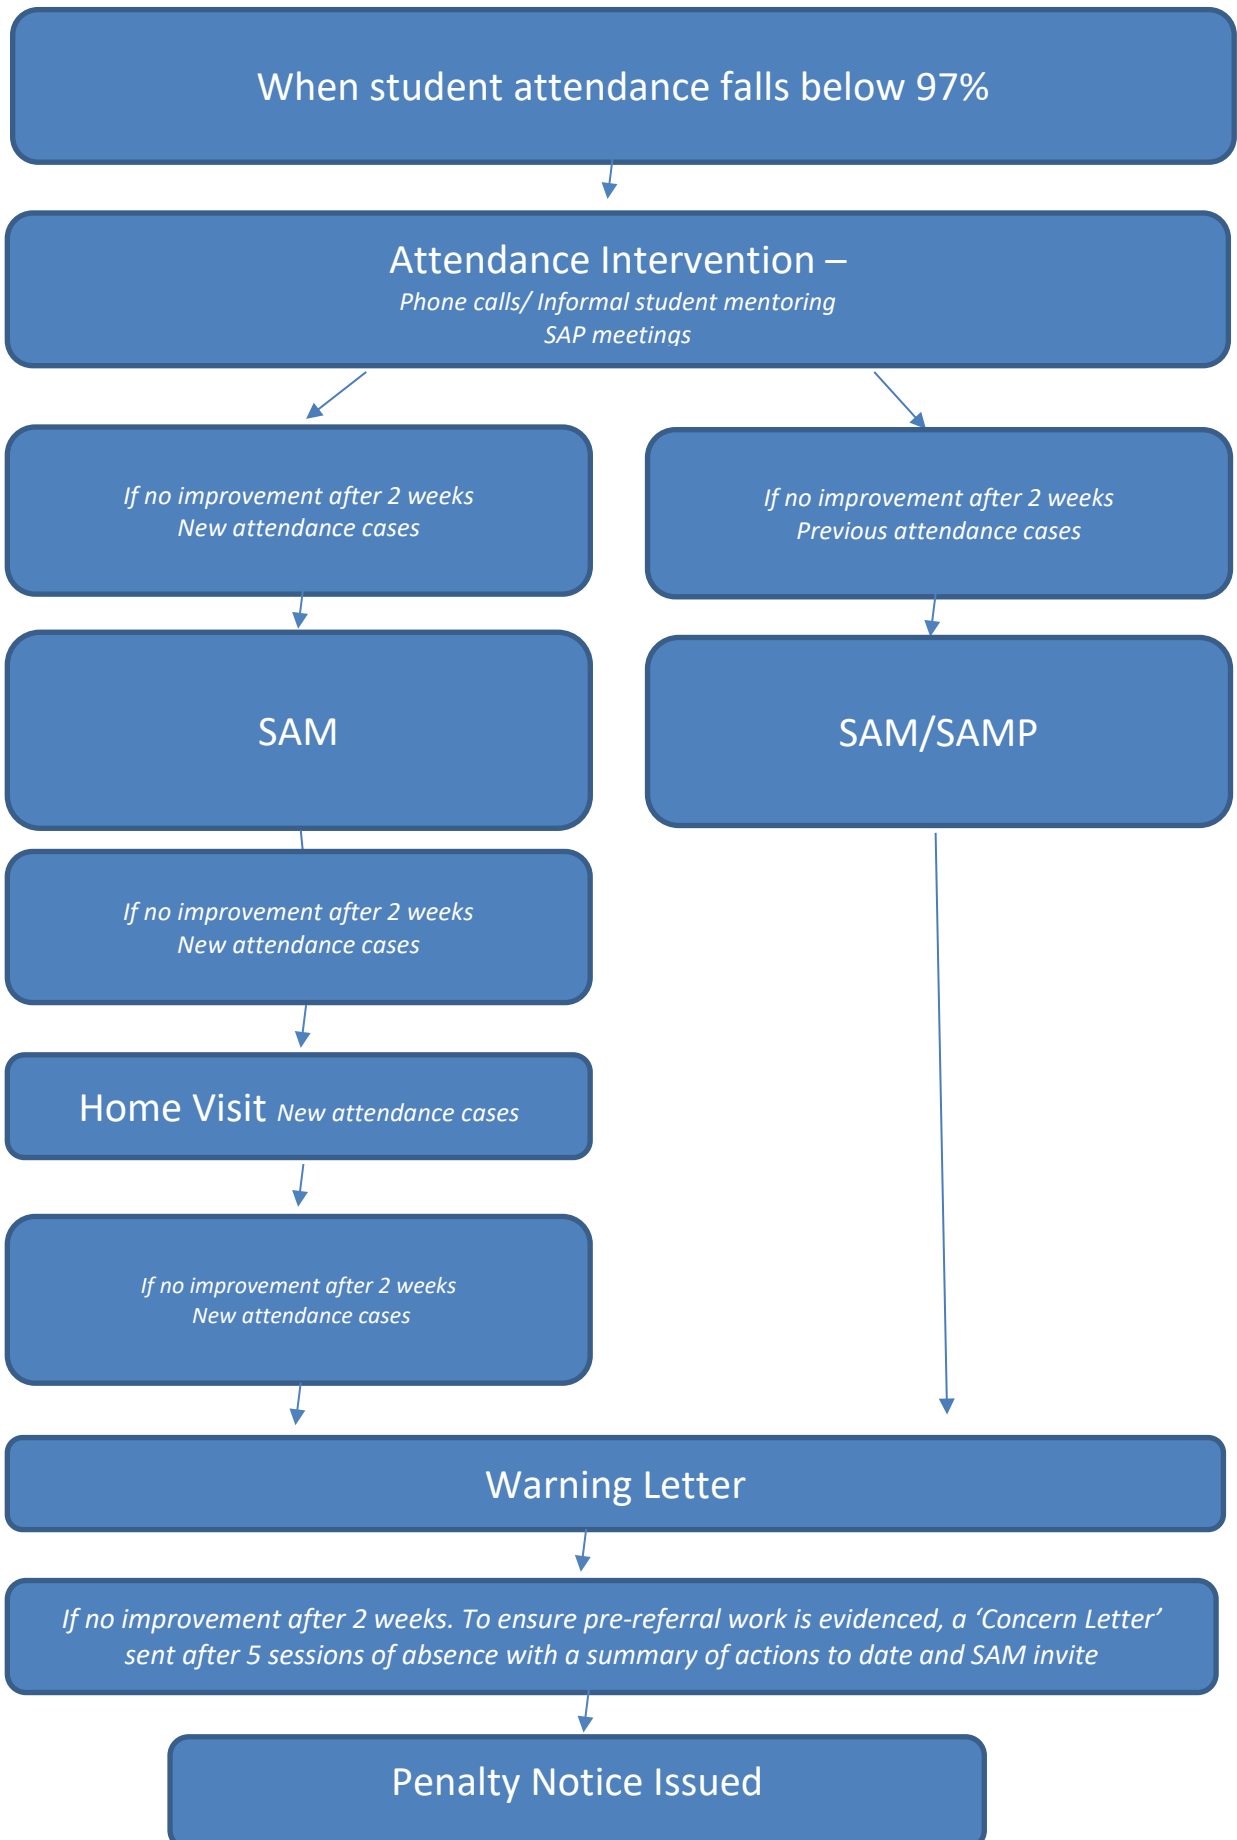 When student attendance falls below 97%
Attendance Intervention –
Phone calls/ Informal student mentoring
SAP meetings
If no improvement after 2 weeks
New attendance cases
If no improvement after 2 weeks
Previous attendance cases
SAM
SAM/SAMP
If no improvement after 2 weeks
New attendance cases
Home Visit New attendance cases
If no improvement after 2 weeks
New attendance cases
Warning Letter
If no improvement after 2 weeks. To ensure pre-referral work is evidenced, a ‘Concern Letter’
sent after 5 sessions of absence with a summary of actions to date and SAM invite
Penalty Notice Issued